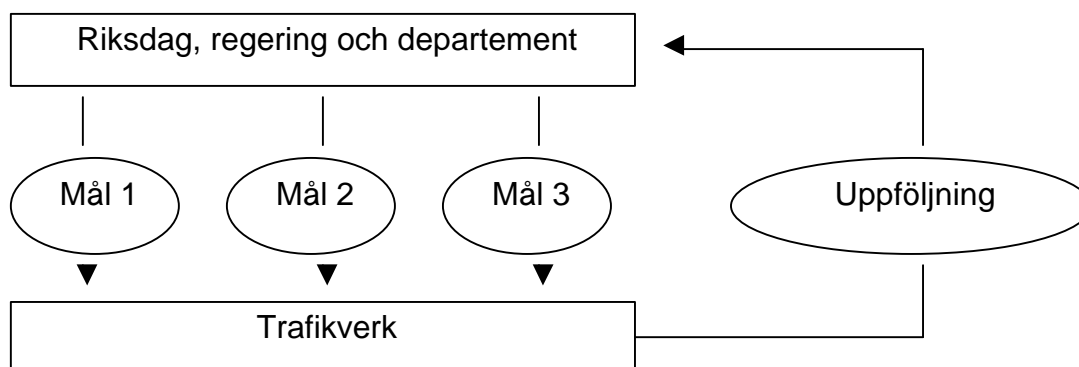 Riksdag, regering och departement
Mål 1
Mål 2
Mål 3
Uppföljning
Trafikverk